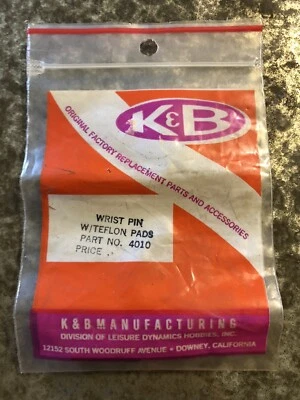 K&B
ORIGINAL FACTORY REPLACEMENT PARTS AND ACCESSORIES
WRIST PIN
W/TEFLON PADS
PART NO. 4010
PRICE .
K&B MANUFACTURING
DIVISION OF LEISURE DYNAMICS HOBBIES, INC.
12152 SOUTH WOODRUFF AVENUE • DOWNEY, CALIFORNIA